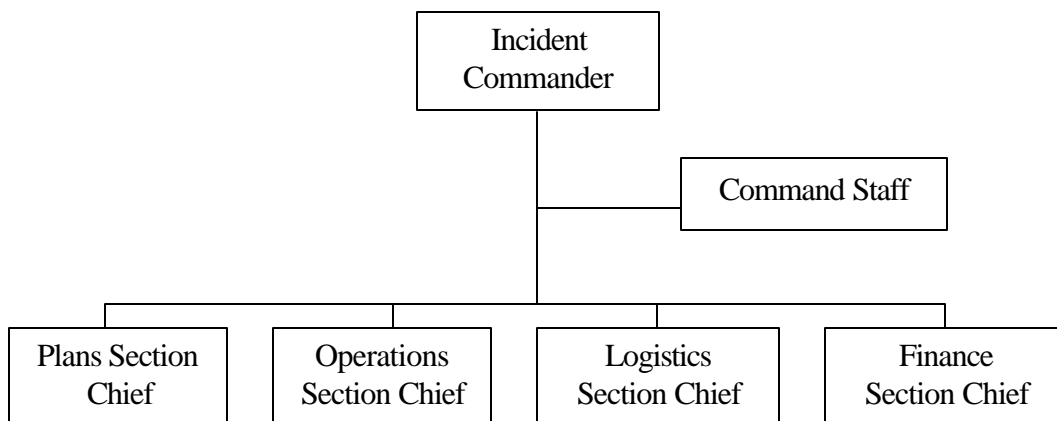 Incident
Commander
Command Staff
Plans Section
Chief
Operations
Section Chief
Logistics
Section Chief
Finance
Section Chief